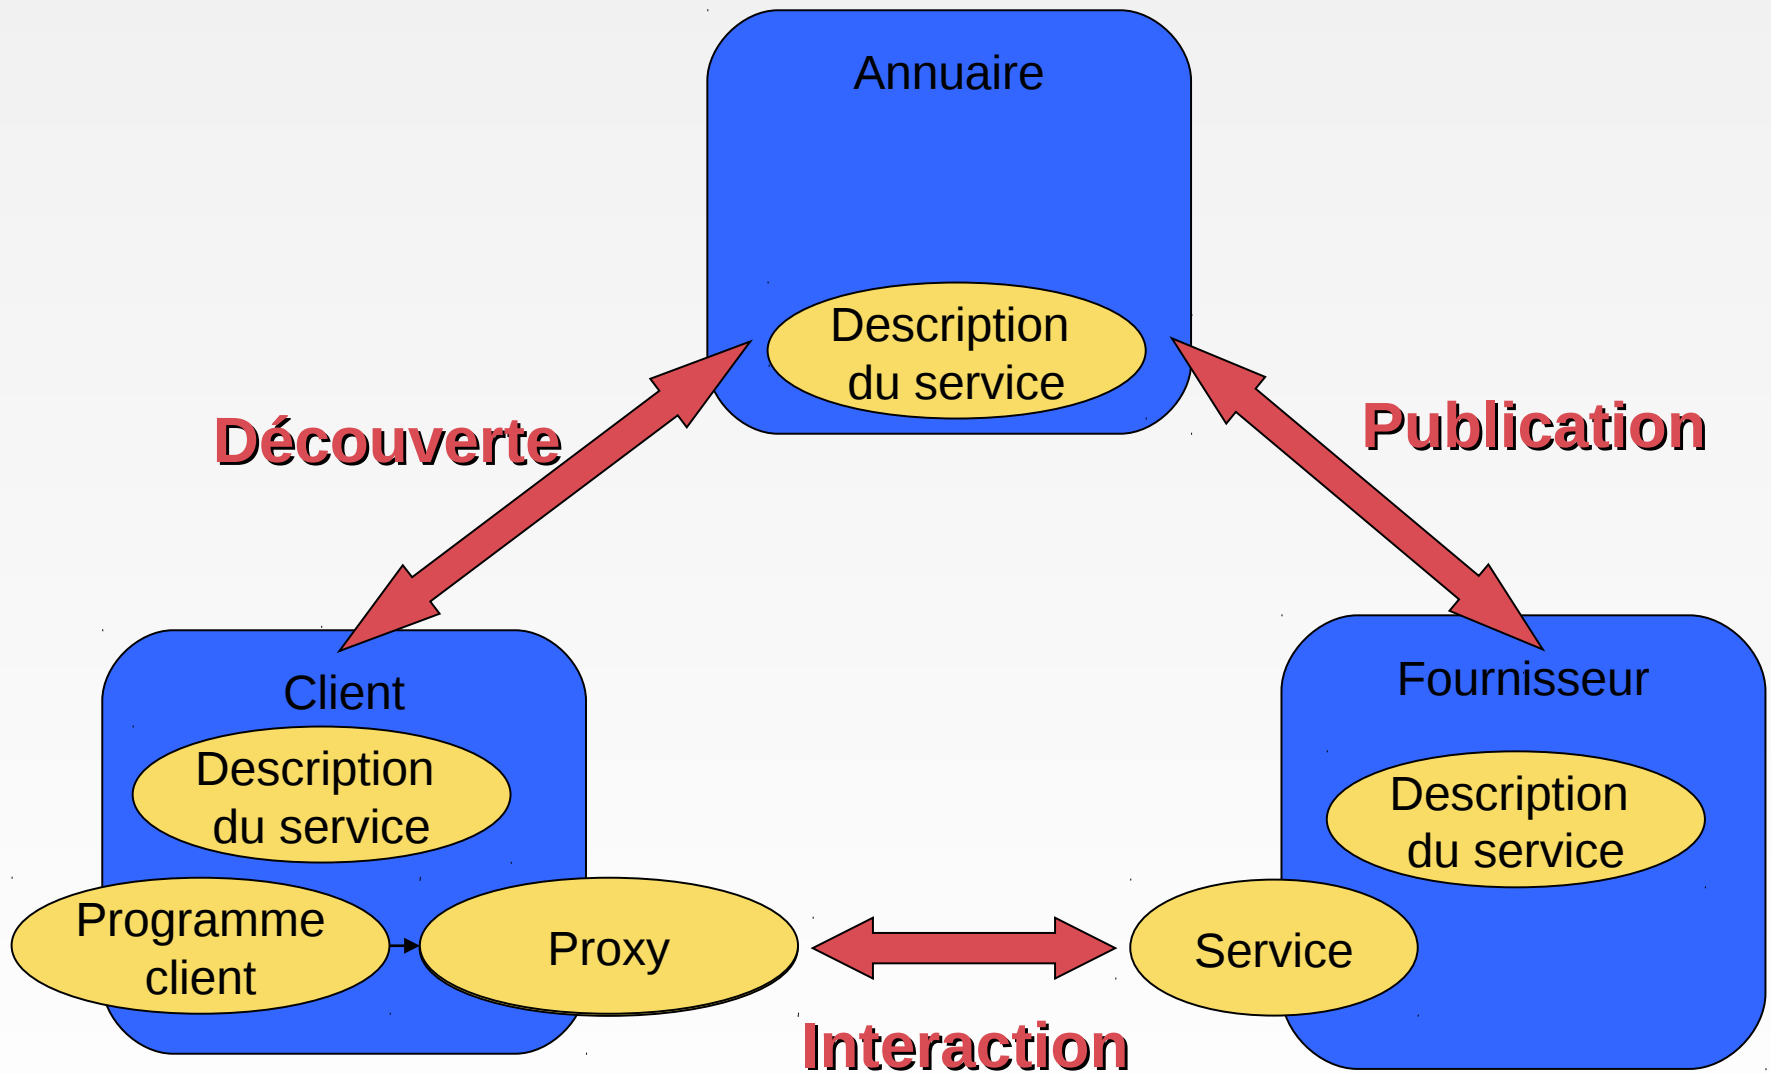 Annuaire
Description
du service
Découverte
Publication
Client
Description
du service
Programme
client
Proxy
Interaction
Fournisseur
Description
du service
Service